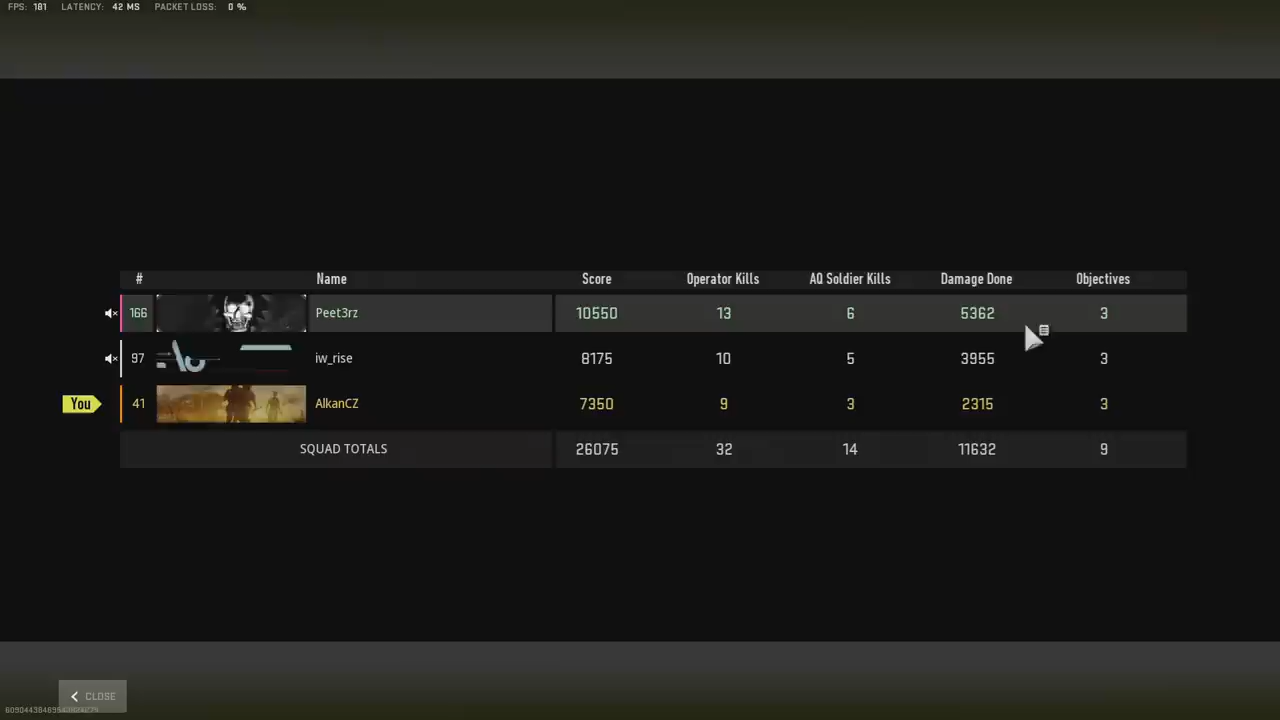 FPS: 181 LATENCY: 42 MS PACKET LOSS: 0 %
# Name Score Operator Kills AQ Soldier Kills Damage Done Objectives
166 Peet3rz 10550 13 6 5362 3
97 iw_rise 8175 10 5 3955 3
You 41 AlkanCZ 7350 9 3 2315 3
SQUAD TOTALS 26075 32 14 11632 9
CLOSE